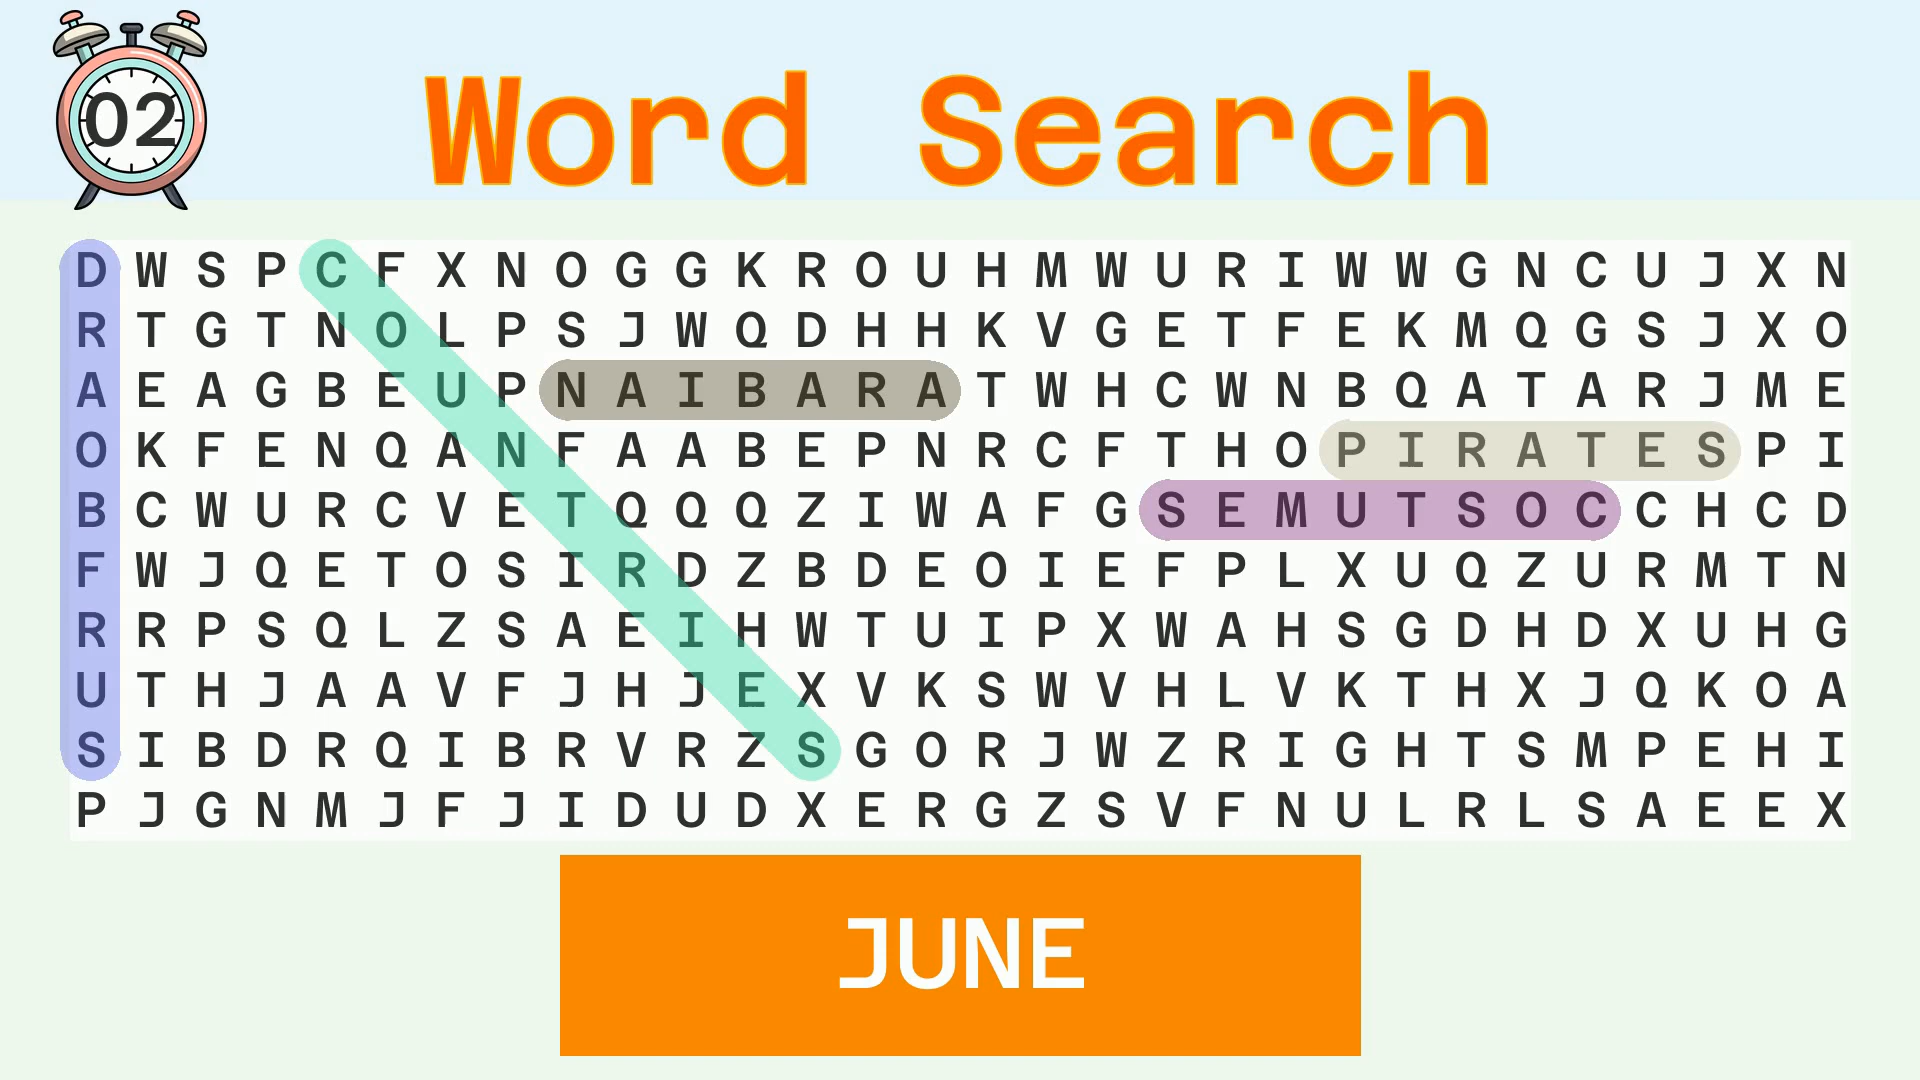 02
Word Search
D W S P C F X N O G G K R O U H M W U R I W W G N C U J X N
R T G T N O L P S J W Q D H H K V G E T F E K M Q G S J X O
A E A G B E U P N A I B A R A T W H C W N B Q A T A R J M E
O K F E N Q A N F A A B E P N R C F T H O P I R A T E S P I
B C W U R C V E T Q Q Q Z I W A F G S E M U T S O C C H C D
F W J Q E T O S I R D Z B D E O I E F P L X U Q Z U R M T N
R R P S Q L Z S A E I H W T U I P X W A H S G D H D X U H G
U T H J A A V F J H J E X V K S W V H L V K T H X J Q K O A
S I B D R Q I B R V R Z S G O R J W Z R I G H T S M P E H I
P J G N M J F J I D U D X E R G Z S V F N U L R L S A E E X
JUNE